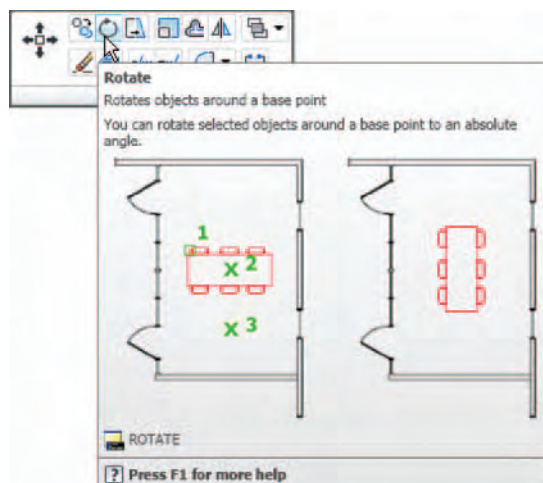 Rotate
Rotates objects around a base point
You can rotate selected objects around a base point to an absolute
angle.
1
2
3
ROTATE
? Press F1 for more help